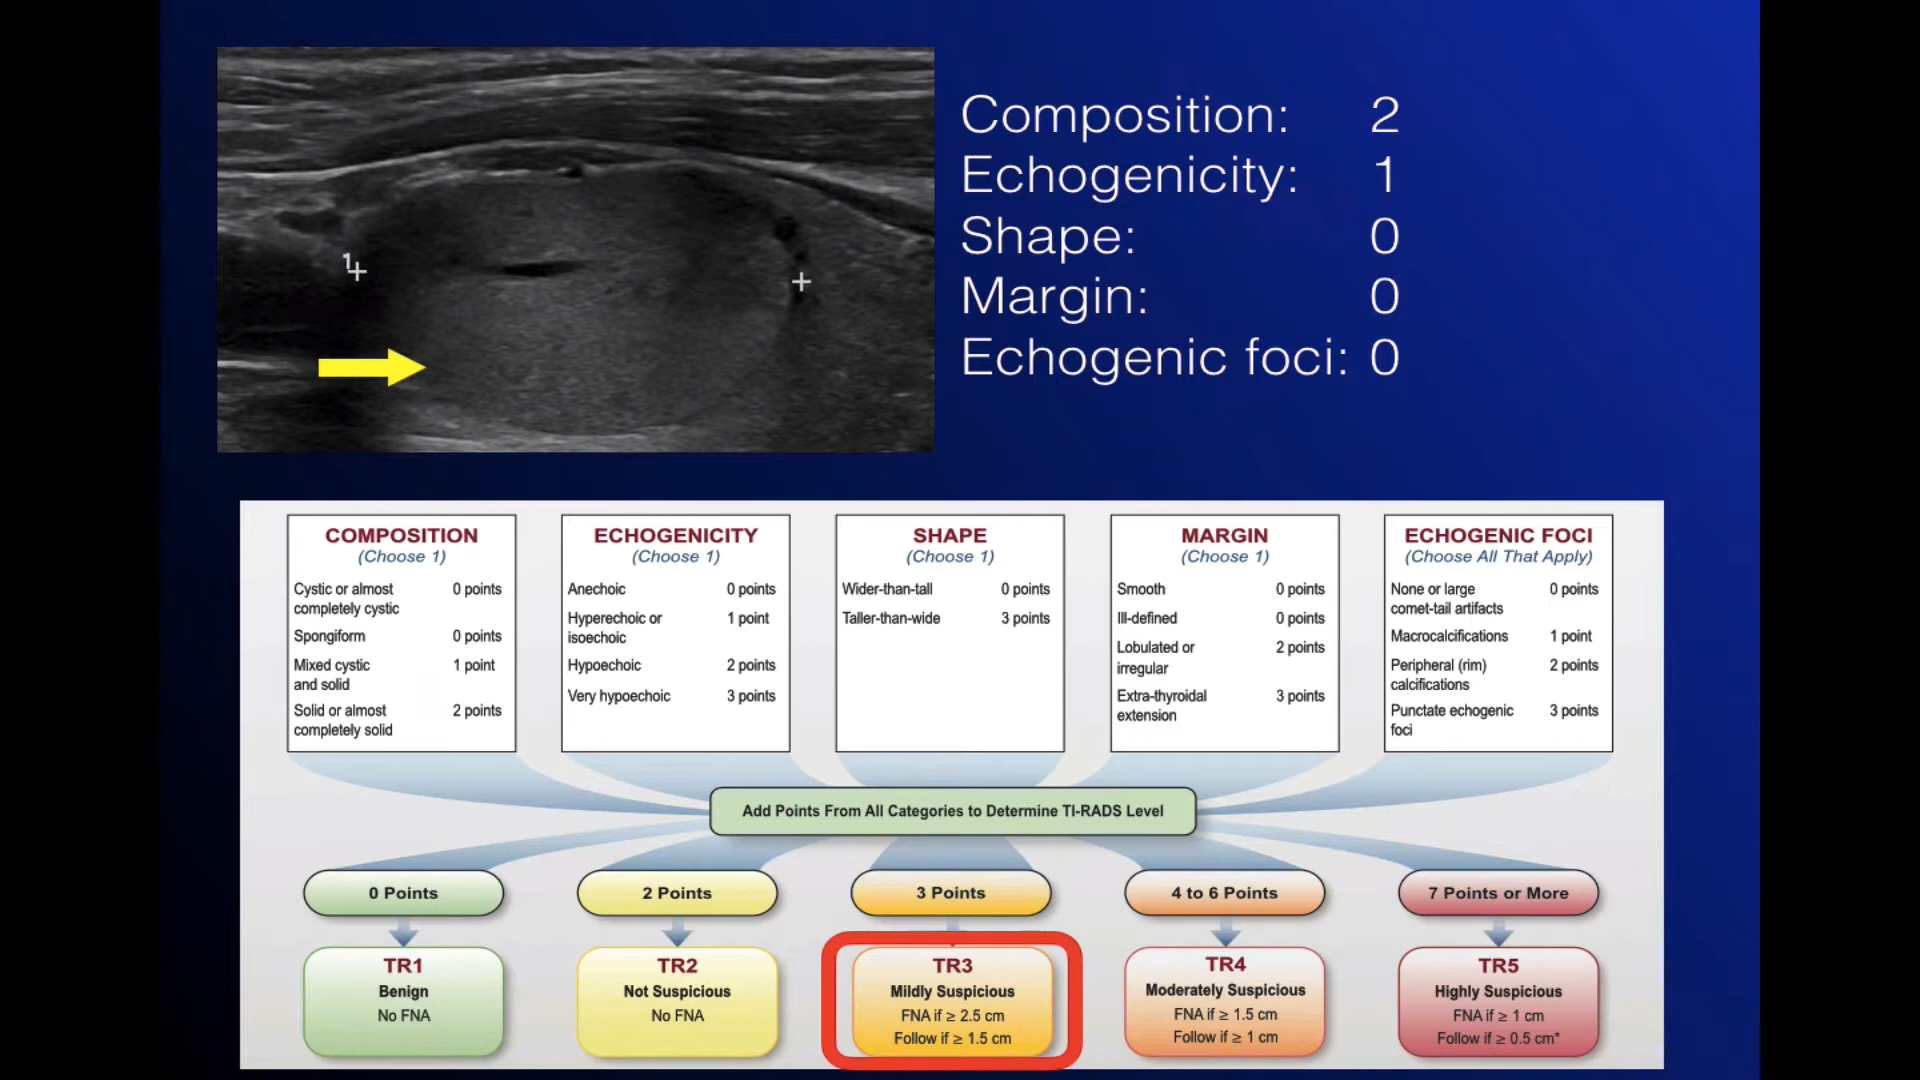 1
Composition: 2
Echogenicity: 1
Shape: 0
Margin: 0
Echogenic foci: 0
COMPOSITION
(Choose 1)
Cystic or almost 0 points
completely cystic
Spongiform 0 points
Mixed cystic 1 point
and solid
Solid or almost 2 points
completely solid
ECHOGENICITY
(Choose 1)
Anechoic 0 points
Hyperechoic or 1 point
isoechoic
Hypoechoic 2 points
Very hypoechoic 3 points
SHAPE
(Choose 1)
Wider-than-tall 0 points
Taller-than-wide 3 points
MARGIN
(Choose 1)
Smooth 0 points
Ill-defined 0 points
Lobulated or 2 points
irregular
Extra-thyroidal 3 points
extension
ECHOGENIC FOCI
(Choose All That Apply)
None or large 0 points
comet-tail artifacts
Macrocalcifications 1 point
Peripheral (rim) 2 points
calcifications
Punctate echogenic 3 points
foci
Add Points From All Categories to Determine TI-RADS Level
0 Points
TR1
Benign
No FNA
2 Points
TR2
Not Suspicious
No FNA
3 Points
TR3
Mildly Suspicious
FNA if ≥ 2.5 cm
Follow if ≥ 1.5 cm
4 to 6 Points
TR4
Moderately Suspicious
FNA if ≥ 1.5 cm
Follow if ≥ 1 cm
7 Points or More
TR5
Highly Suspicious
FNA if ≥ 1 cm
Follow if ≥ 0.5 cm*